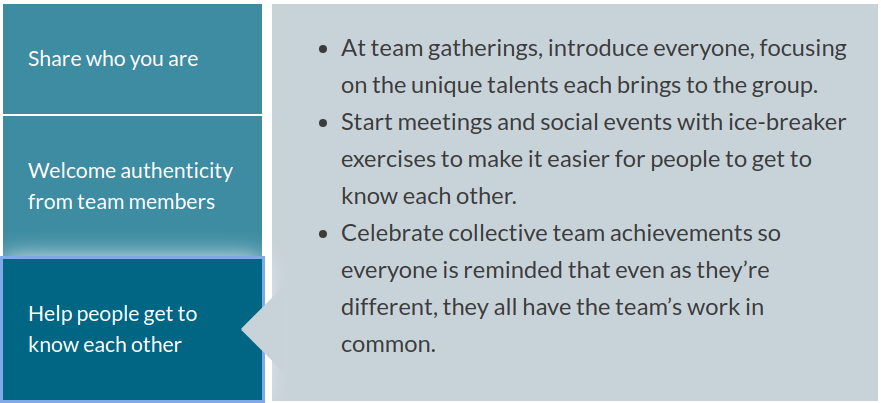 Share who you are
Welcome authenticity
from team members
Help people get to
know each other
• At team gatherings, introduce everyone, focusing
on the unique talents each brings to the group.
• Start meetings and social events with ice-breaker
exercises to make it easier for people to get to
know each other.
• Celebrate collective team achievements so
everyone is reminded that even as they’re
different, they all have the team’s work in
common.